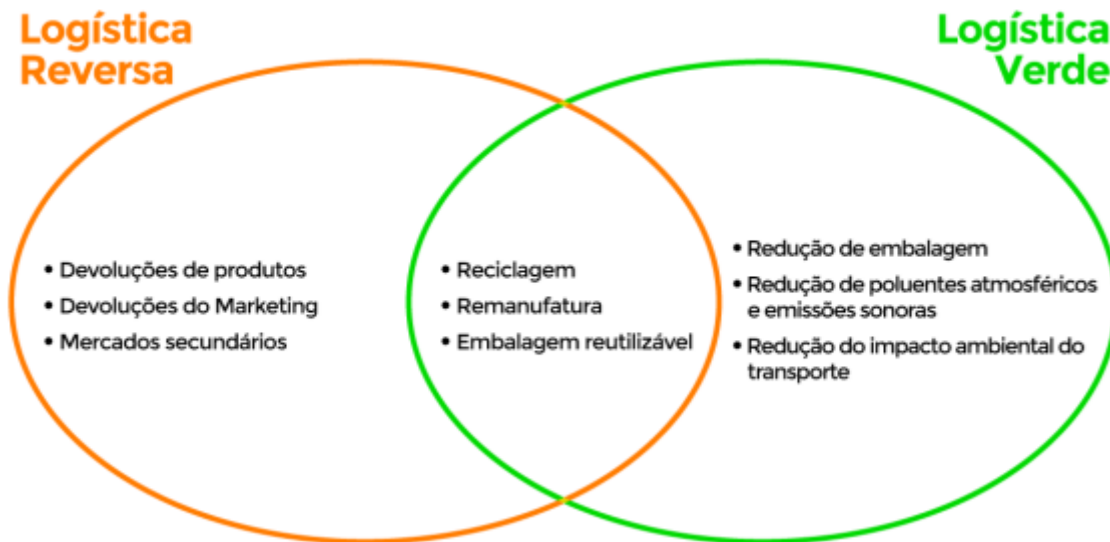 Logística
Reversa
Logística
Verde
• Devoluções de produtos
• Devoluções do Marketing
• Mercados secundários
• Reciclagem
• Remanufatura
• Embalagem reutilizável
• Redução de embalagem
• Redução de poluentes atmosféricos
e emissões sonoras
• Redução do impacto ambiental do
transporte